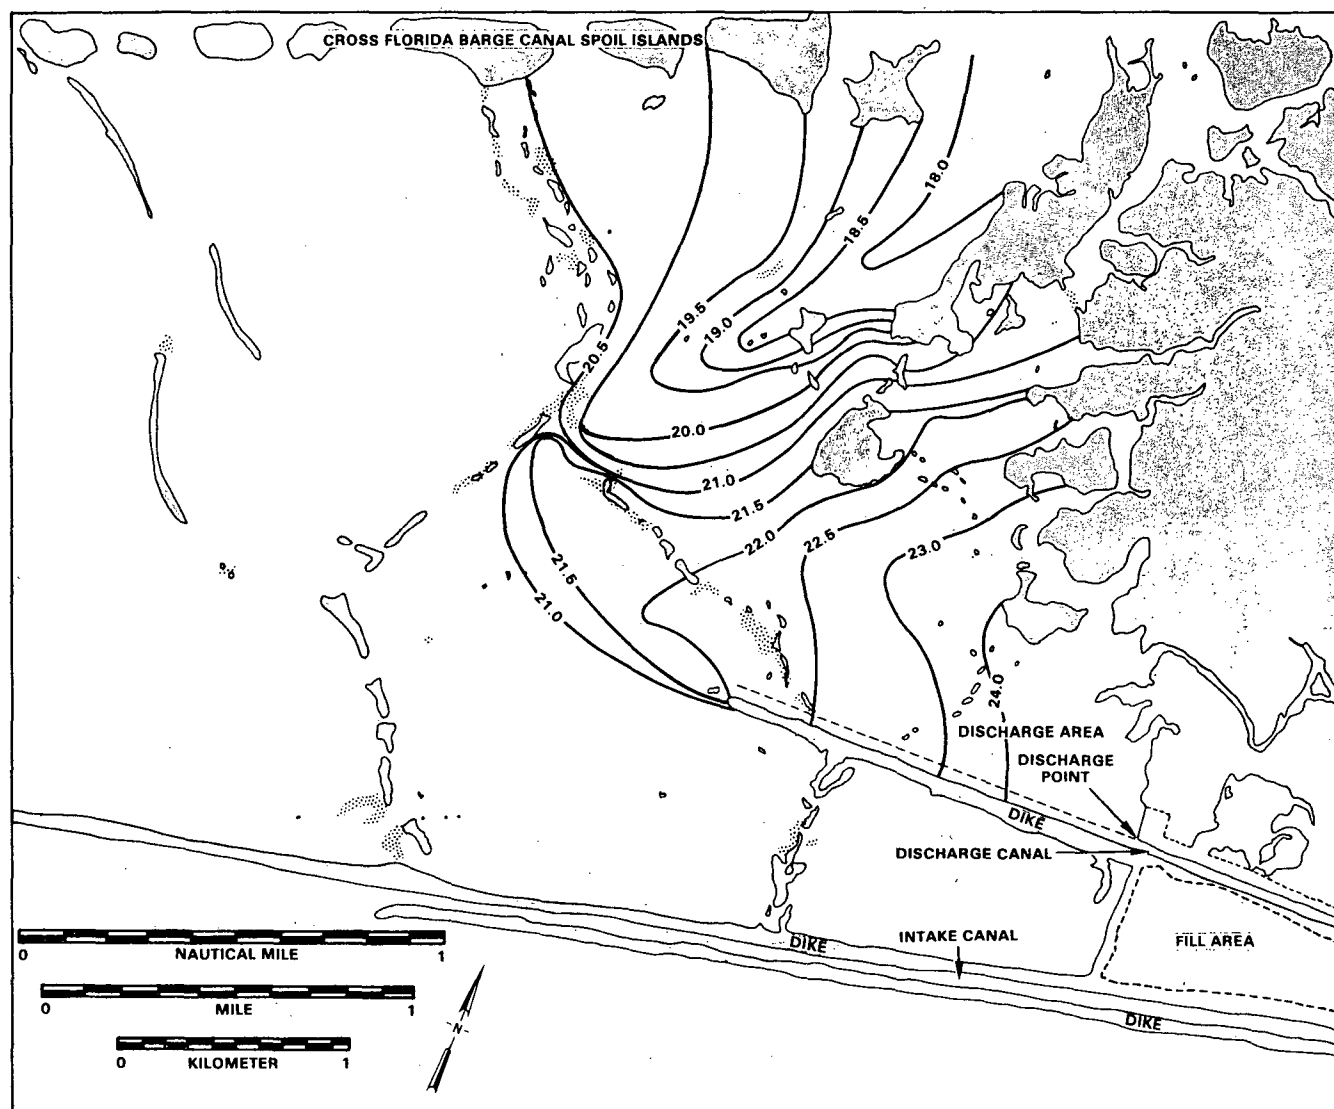 CROSS FLORIDA BARGE CANAL SPOIL ISLANDS
18.0
18.5
19.5
19.0
20.5
20.0
21.0
21.5
22.0
22.5
23.0
21.5
21.0
24.0
DISCHARGE AREA
DISCHARGE
POINT
DIKE
DISCHARGE CANAL
INTAKE CANAL
FILL AREA
DIKE
DIKE
0 1
NAUTICAL MILE
0 1
MILE
0 1
KILOMETER
N